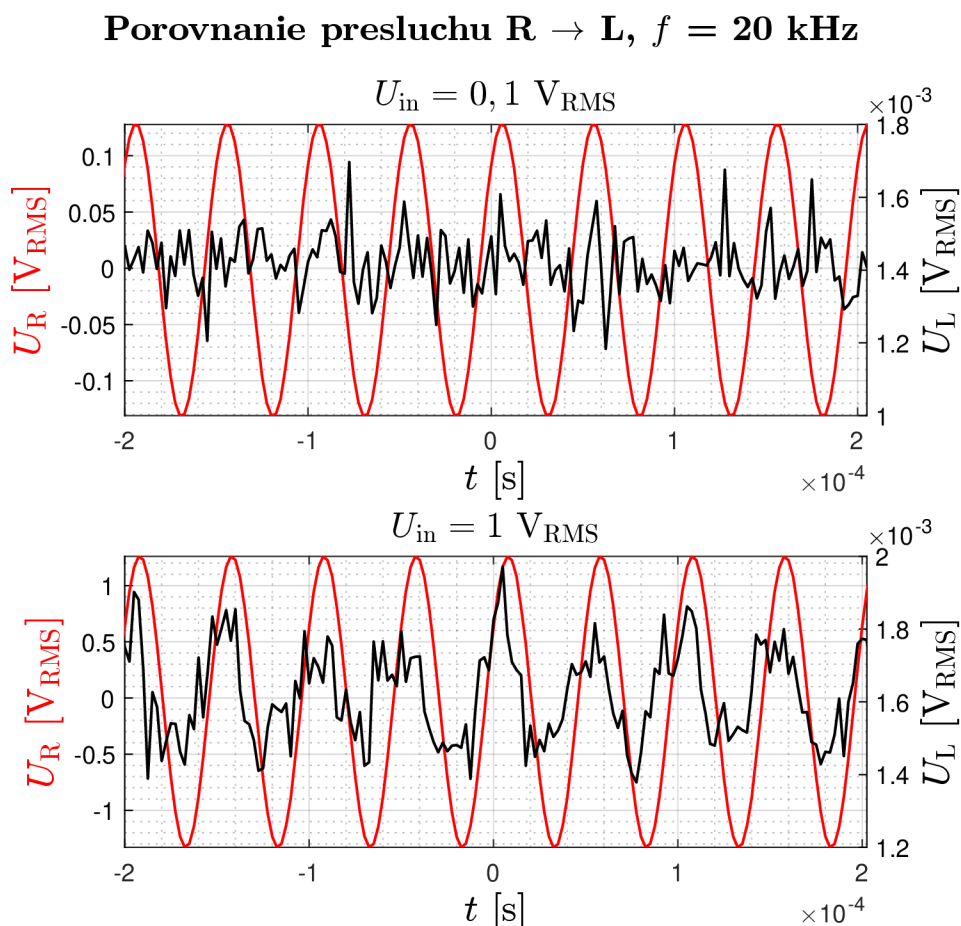 Porovnanie presluchu R → L, f = 20 kHz
U_in = 0,1 V_RMS
×10^-3
1.8
1.6
1.4
1.2
1
0.1
0.05
0
-0.05
-0.1
U_R [V_RMS]
U_L [V_RMS]
-2 -1 0 1 2
t [s]
×10^-4
U_in = 1 V_RMS
×10^-3
2
1.8
1.6
1.4
1.2
1
0.5
0
-0.5
-1
U_R [V_RMS]
U_L [V_RMS]
-2 -1 0 1 2
t [s]
×10^-4